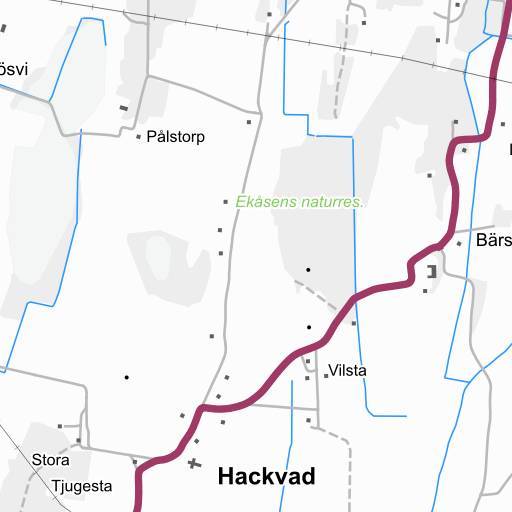 ösvi
Pålstorp
Ekåsens naturres.
Bärs
Vilsta
Stora
Tjugesta
Hackvad